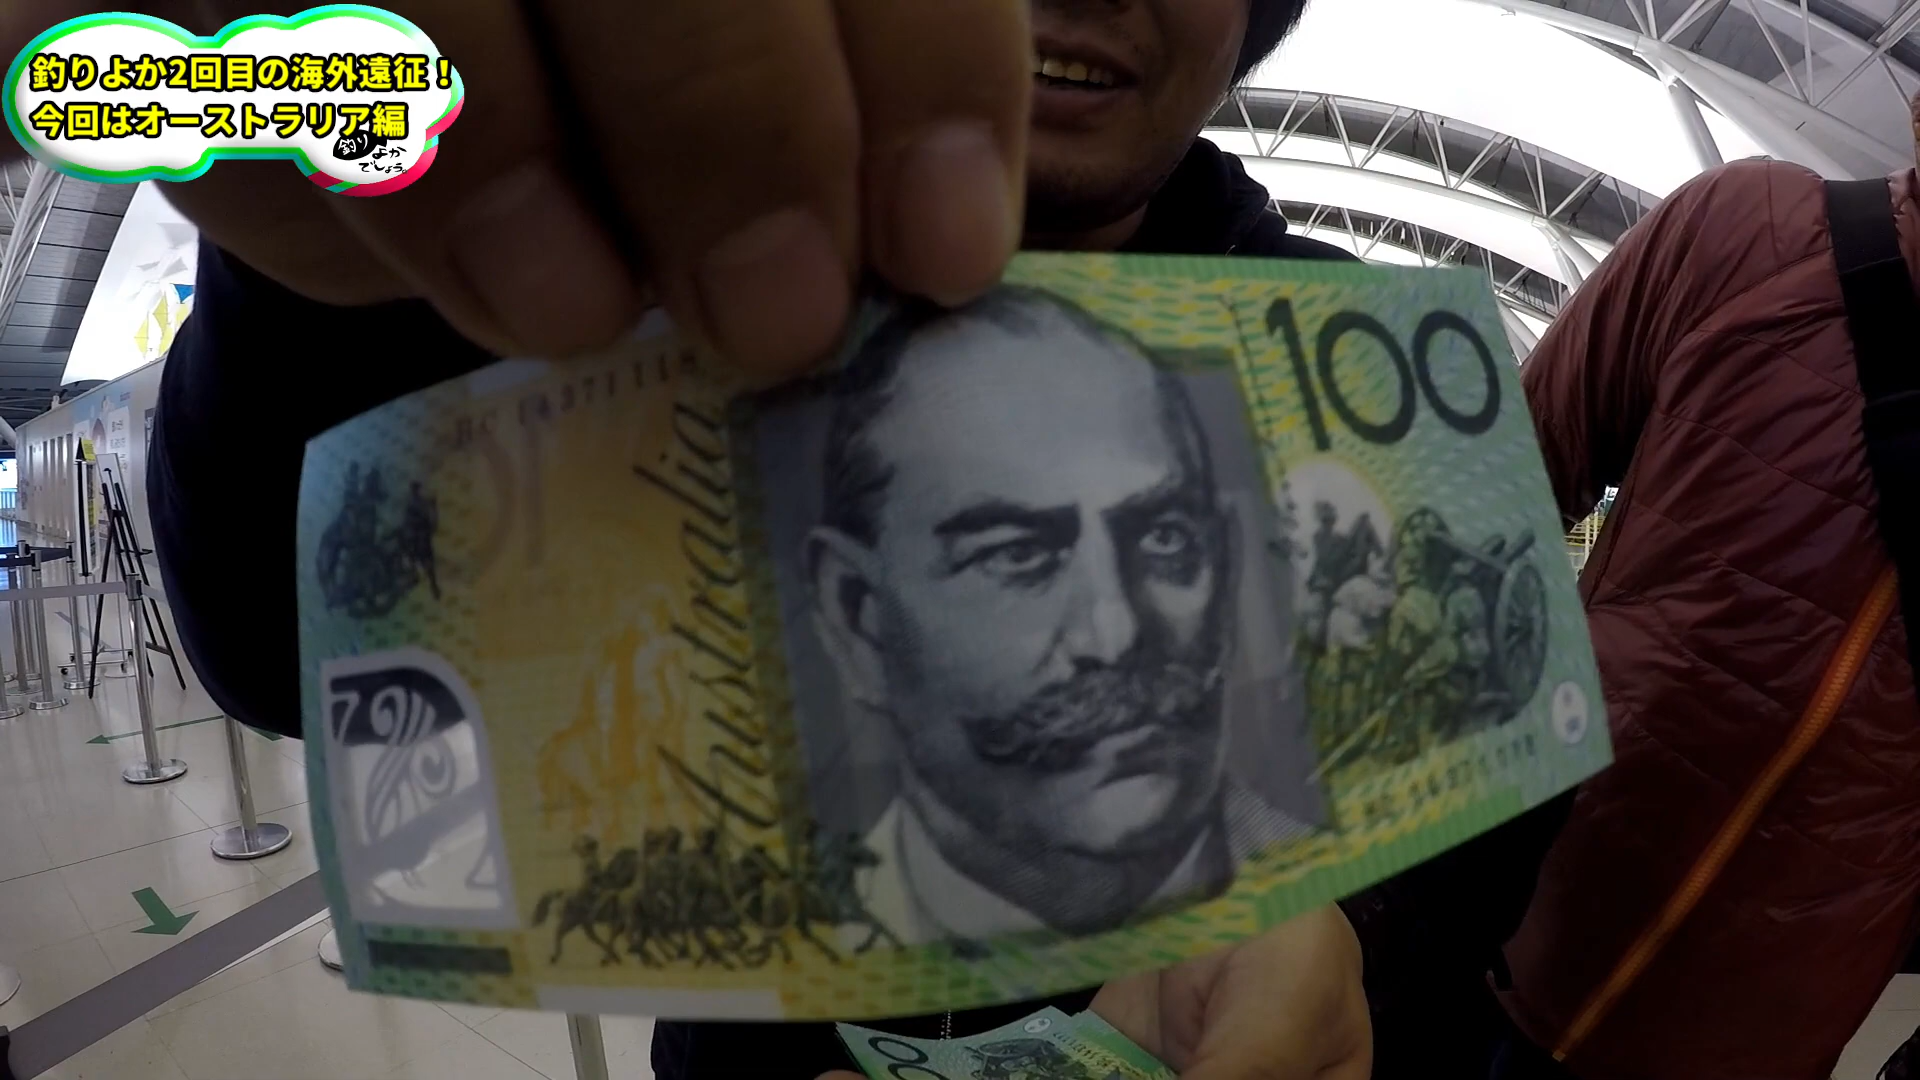 釣りよか2回目の海外遠征！
今回はオーストラリア編
釣りよかでしょう。
100
Australia